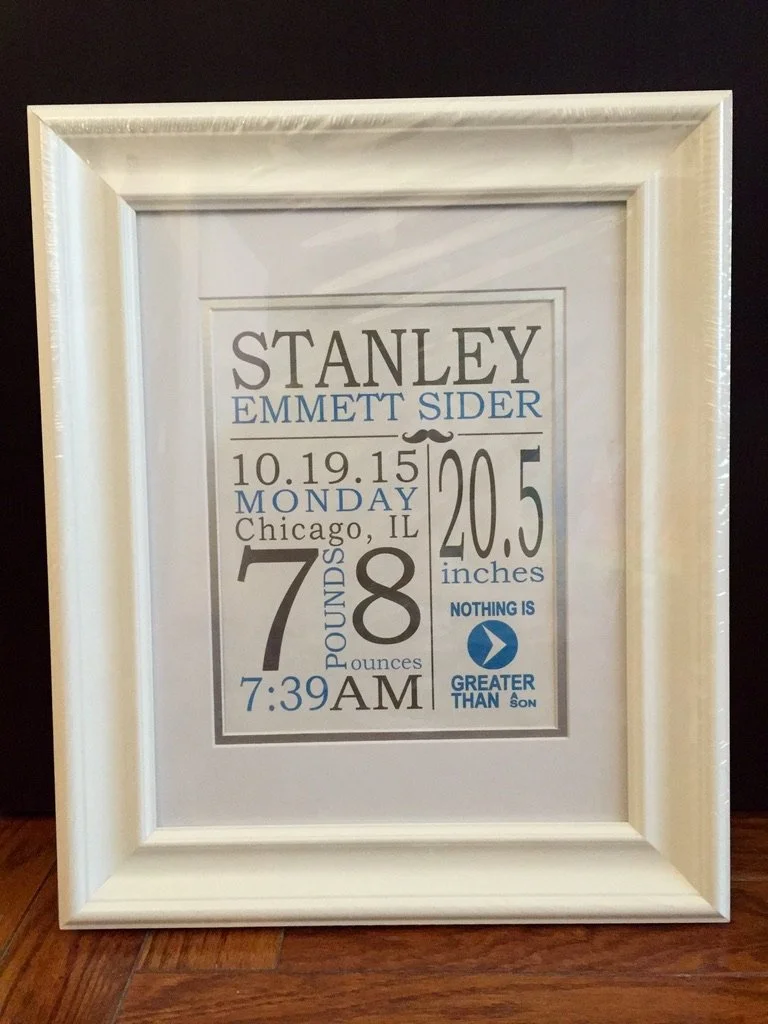 STANLEY
EMMETT SIDER
10.19.15
MONDAY
Chicago, IL
7 POUNDS 8
ounces
7:39AM
20.5
inches
NOTHING IS
GREATER
THAN A SON